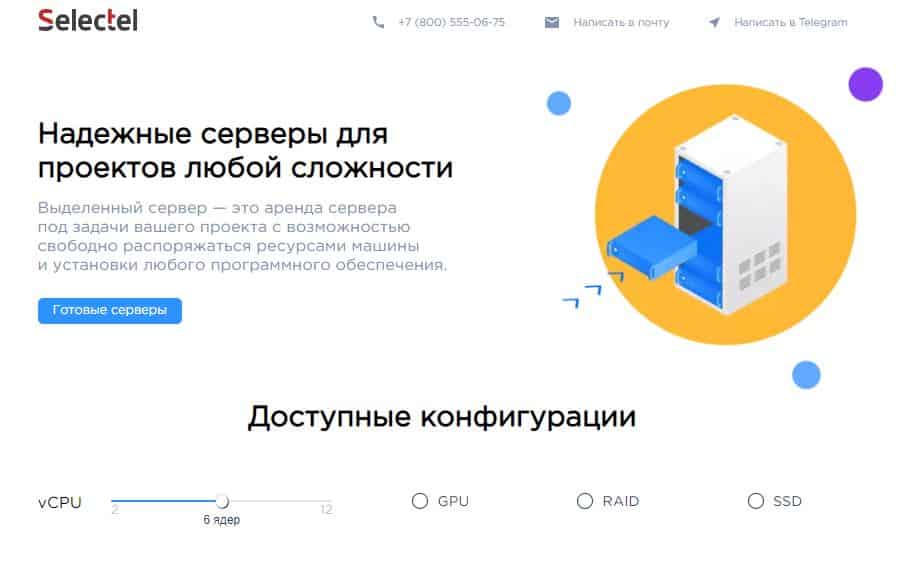 Selectel
+7 (800) 555-06-75
Написать в почту
Написать в Telegram
Надежные серверы для
проектов любой сложности
Выделенный сервер — это аренда сервера
под задачи вашего проекта с возможностью
свободно распоряжаться ресурсами машины
и установки любого программного обеспечения.
Готовые серверы
Доступные конфигурации
vCPU
2
12
6 ядер
GPU
RAID
SSD